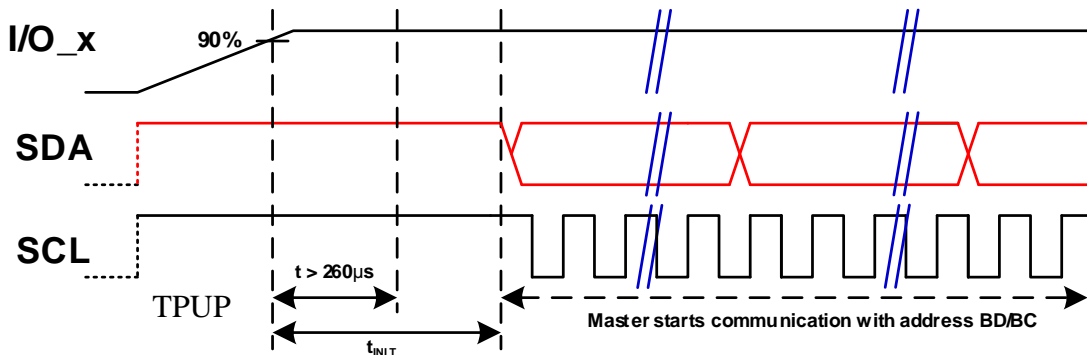 I/O_x
90%
SDA
SCL
t > 260µs
TPUP
Master starts communication with address BD/BC
tINIT